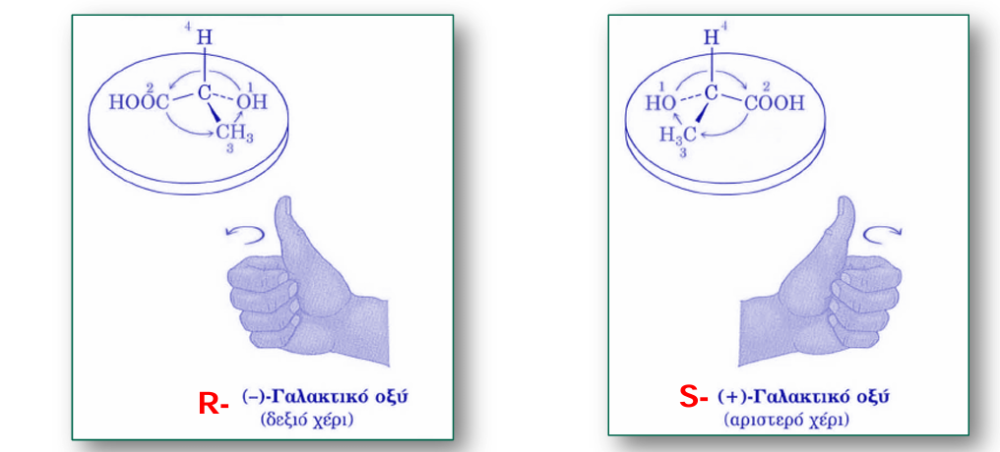 4
H
2 1
HOOC C OH
CH₃
3
R- (–)-Γαλακτικό οξύ
(δεξιό χέρι)
H 4
1 2
HO C COOH
H₃C
3
S- (+)-Γαλακτικό οξύ
(αριστερό χέρι)